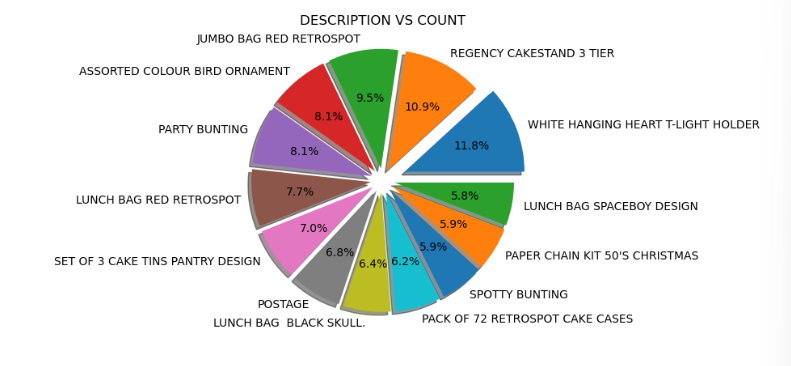 DESCRIPTION VS COUNT
JUMBO BAG RED RETROSPOT
REGENCY CAKESTAND 3 TIER
ASSORTED COLOUR BIRD ORNAMENT
9.5%
10.9%
8.1%
WHITE HANGING HEART T-LIGHT HOLDER
PARTY BUNTING
11.8%
8.1%
LUNCH BAG RED RETROSPOT
7.7%
5.8%
LUNCH BAG SPACEBOY DESIGN
7.0%
5.9%
SET OF 3 CAKE TINS PANTRY DESIGN
6.8%
5.9%
PAPER CHAIN KIT 50'S CHRISTMAS
6.4%
6.2%
SPOTTY BUNTING
POSTAGE
LUNCH BAG  BLACK SKULL.
PACK OF 72 RETROSPOT CAKE CASES